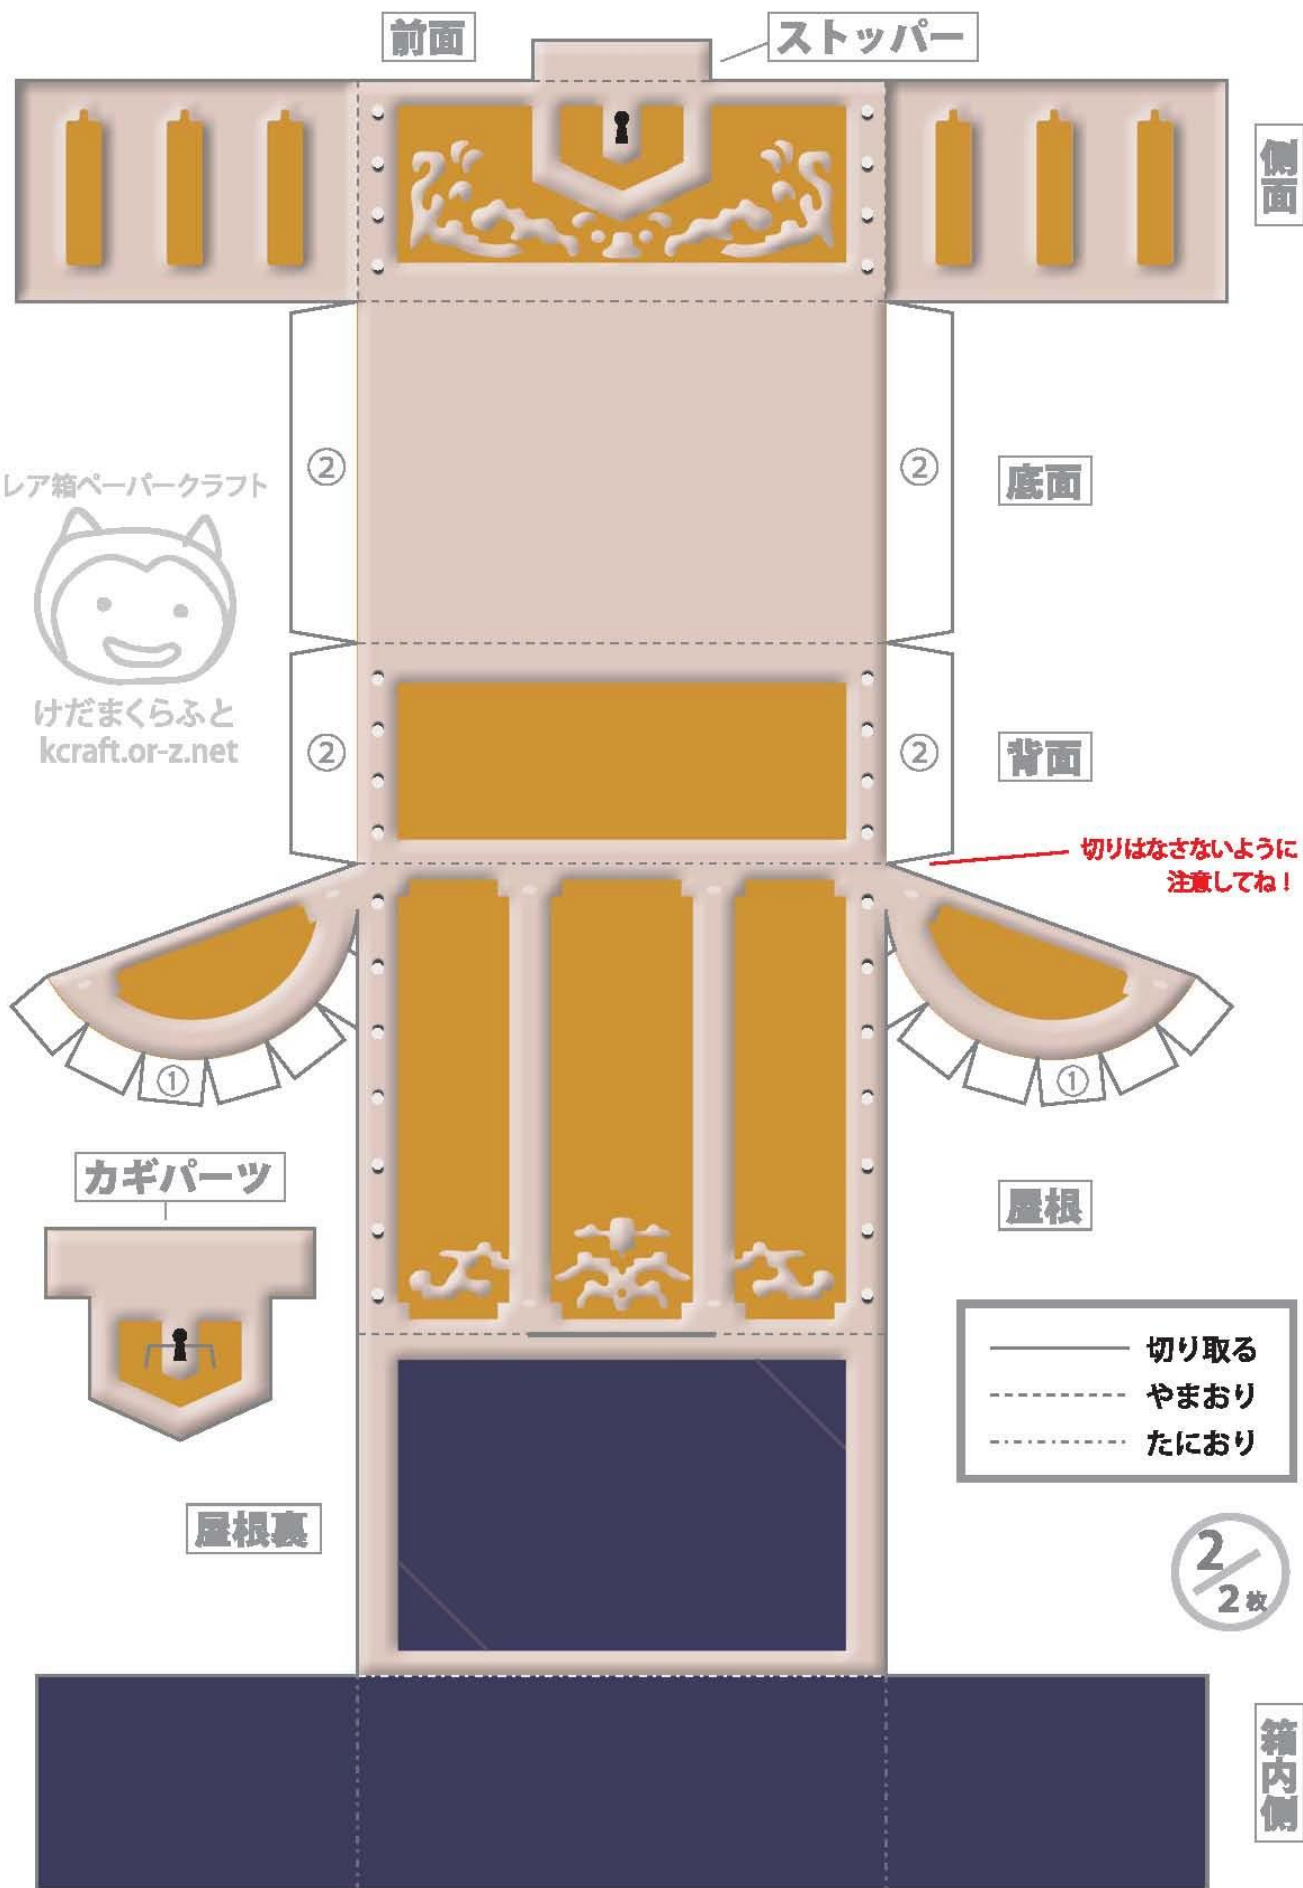 前面
ストッパー
側面
②
②
底面
レア箱ペーパークラフト
けだまくらふと
kcraft.or-z.net
②
②
背面
切りはなさないように
注意してね！
①
①
カギパーツ
屋根
切り取る
やまおり
たにおり
屋根裏
2/2枚
箱内側